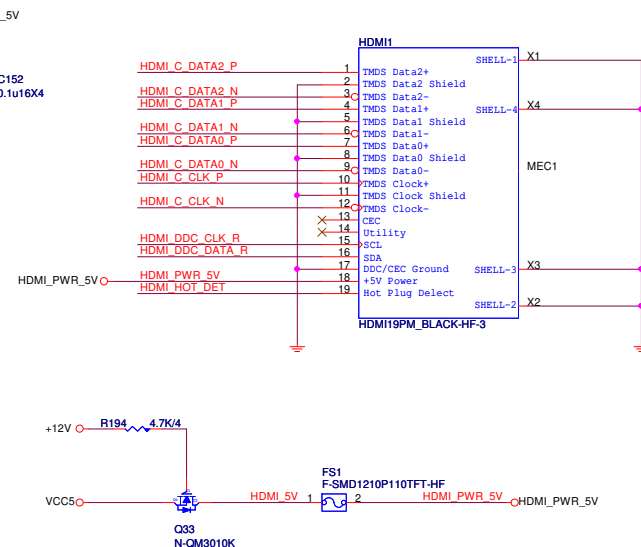 _5V
C152
0.1u16X4
HDMI1
HDMI_C_DATA2_P 1 TMDS Data2+ SHELL-1 X1
2 TMDS Data2 Shield
HDMI_C_DATA2_N 3 TMDS Data2-
HDMI_C_DATA1_P 4 TMDS Data1+ SHELL-4 X4
5 TMDS Data1 Shield
HDMI_C_DATA1_N 6 TMDS Data1-
HDMI_C_DATA0_P 7 TMDS Data0+
8 TMDS Data0 Shield
HDMI_C_DATA0_N 9 TMDS Data0- MEC1
HDMI_C_CLK_P 10 TMDS Clock+
11 TMDS Clock Shield
HDMI_C_CLK_N 12 TMDS Clock-
13 CEC
14 Utility
HDMI_DDC_CLK_R 15 SCL
HDMI_DDC_DATA_R 16 SDA
17 DDC/CEC Ground SHELL-3 X3
HDMI_PWR_5V HDMI_PWR_5V 18 +5V Power
HDMI_HOT_DET 19 Hot Plug Delect
SHELL-2 X2
HDMI19PM_BLACK-HF-3
+12V R194 4.7K/4
FS1
F-SMD1210P110TFT-HF
VCC5 HDMI_5V 1 2 HDMI_PWR_5V HDMI_PWR_5V
Q33
N-QM3010K